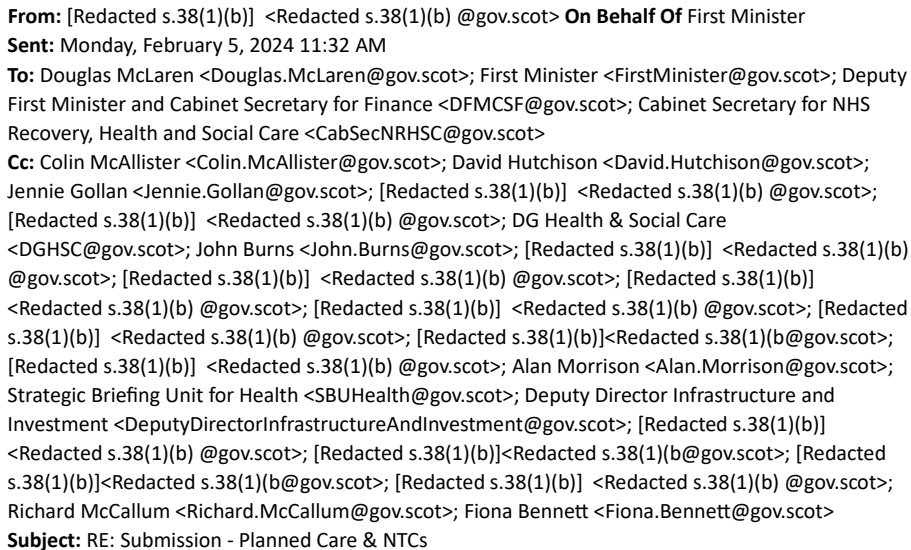 From: [Redacted s.38(1)(b)] <Redacted s.38(1)(b) @gov.scot> On Behalf Of First Minister
Sent: Monday, February 5, 2024 11:32 AM
To: Douglas McLaren <Douglas.McLaren@gov.scot>; First Minister <FirstMinister@gov.scot>; Deputy
First Minister and Cabinet Secretary for Finance <DFMCSF@gov.scot>; Cabinet Secretary for NHS
Recovery, Health and Social Care <CabSecNRHSC@gov.scot>
Cc: Colin McAllister <Colin.McAllister@gov.scot>; David Hutchison <David.Hutchison@gov.scot>;
Jennie Gollan <Jennie.Gollan@gov.scot>; [Redacted s.38(1)(b)] <Redacted s.38(1)(b) @gov.scot>;
[Redacted s.38(1)(b)] <Redacted s.38(1)(b) @gov.scot>; DG Health & Social Care
<DGHSC@gov.scot>; John Burns <John.Burns@gov.scot>; [Redacted s.38(1)(b)] <Redacted s.38(1)(b)
@gov.scot>; [Redacted s.38(1)(b)] <Redacted s.38(1)(b) @gov.scot>; [Redacted s.38(1)(b)]
<Redacted s.38(1)(b) @gov.scot>; [Redacted s.38(1)(b)] <Redacted s.38(1)(b) @gov.scot>; [Redacted
s.38(1)(b)] <Redacted s.38(1)(b) @gov.scot>; [Redacted s.38(1)(b)]<Redacted s.38(1)(b@gov.scot>;
[Redacted s.38(1)(b)] <Redacted s.38(1)(b) @gov.scot>; Alan Morrison <Alan.Morrison@gov.scot>;
Strategic Briefing Unit for Health <SBUHealth@gov.scot>; Deputy Director Infrastructure and
Investment <DeputyDirectorInfrastructureAndInvestment@gov.scot>; [Redacted s.38(1)(b)]
<Redacted s.38(1)(b) @gov.scot>; [Redacted s.38(1)(b)]<Redacted s.38(1)(b@gov.scot>; [Redacted
s.38(1)(b)]<Redacted s.38(1)(b@gov.scot>; [Redacted s.38(1)(b)] <Redacted s.38(1)(b) @gov.scot>;
Richard McCallum <Richard.McCallum@gov.scot>; Fiona Bennett <Fiona.Bennett@gov.scot>
Subject: RE: Submission - Planned Care & NTCs